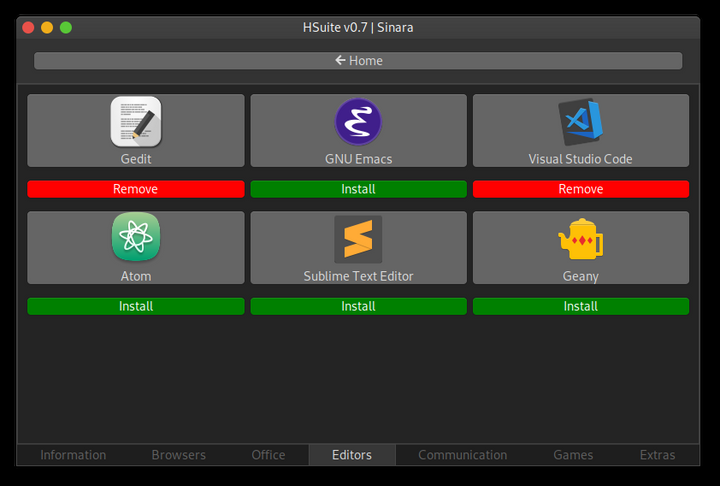 HSuite v0.7 | Sinara
← Home
Gedit GNU Emacs Visual Studio Code
Remove Install Remove
Atom Sublime Text Editor Geany
Install Install Install
Information Browsers Office Editors Communication Games Extras